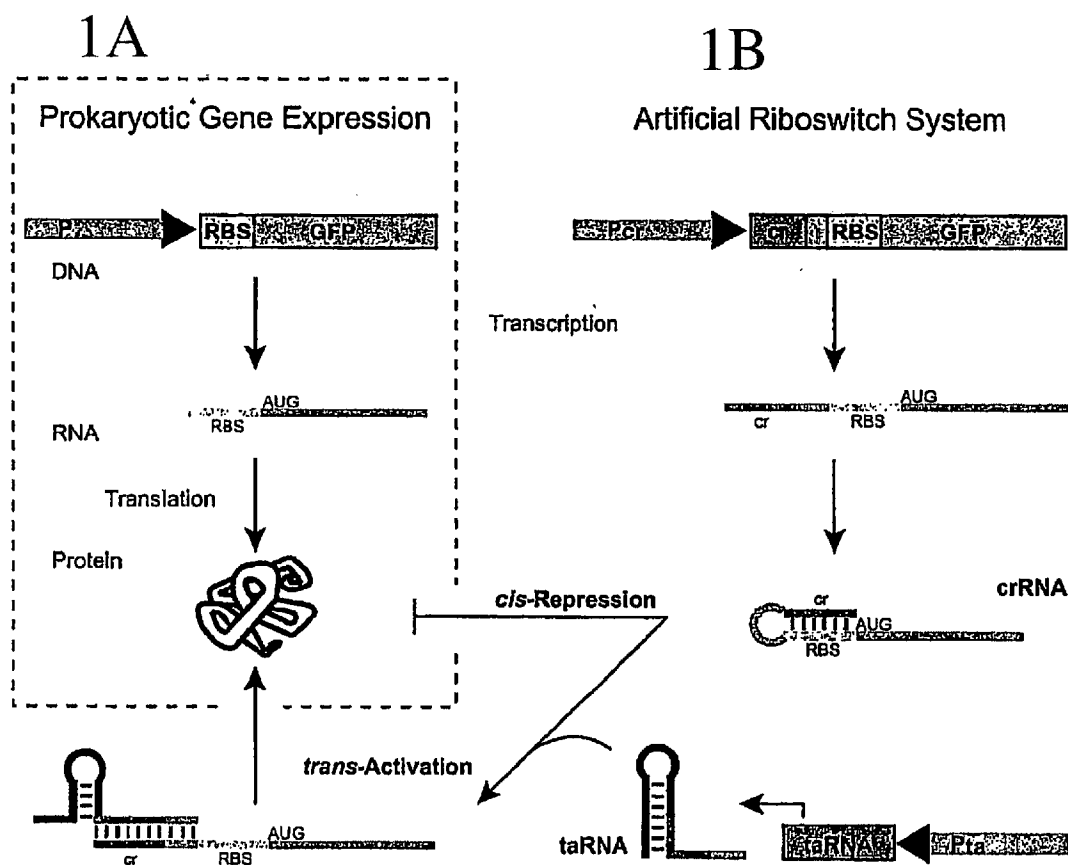 1A
Prokaryotic Gene Expression
P
RBS
GFP
DNA
AUG
RBS
RNA
Translation
Protein
1B
Artificial Riboswitch System
Pcr
cr
RBS
GFP
Transcription
AUG
cr
RBS
crRNA
cr
AUG
RBS
cis-Repression
trans-Activation
AUG
cr
RBS
taRNA
taRNA
Pta